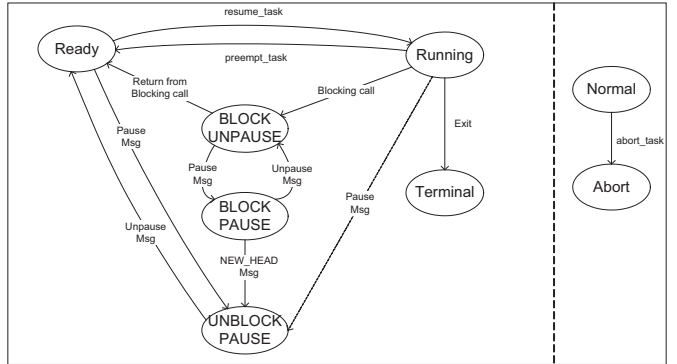 resume_task
Ready
Running
preempt_task
Return from
Blocking call
Blocking call
Normal
BLOCK
UNPAUSE
Pause
Msg
Exit
abort_task
Pause
Msg
Unpause
Msg
Terminal
Abort
BLOCK
PAUSE
Pause
Msg
Unpause
Msg
NEW_HEAD
Msg
UNBLOCK
PAUSE